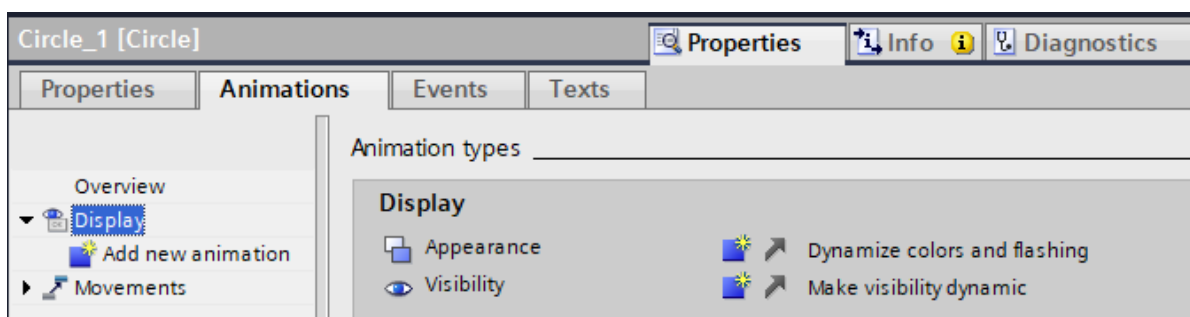 Circle_1 [Circle] Properties Info Diagnostics
Properties Animations Events Texts
Animation types
Overview
Display
Add new animation
Movements
Display
Appearance Dynamize colors and flashing
Visibility Make visibility dynamic